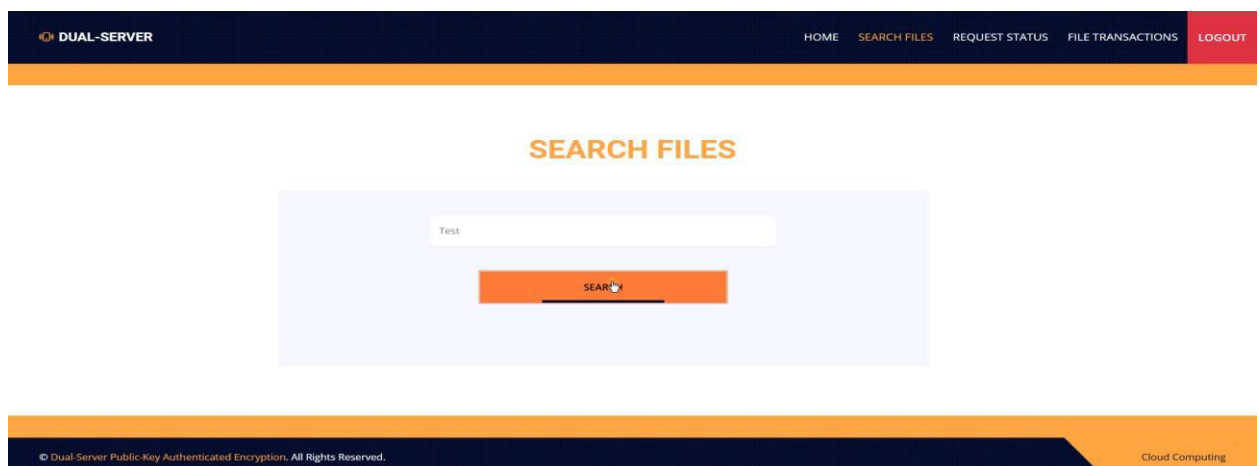 DUAL-SERVER HOME SEARCH FILES REQUEST STATUS FILE TRANSACTIONS LOGOUT
SEARCH FILES
Test
SEARCH
© Dual-Server Public-Key Authenticated Encryption. All Rights Reserved. Cloud Computing